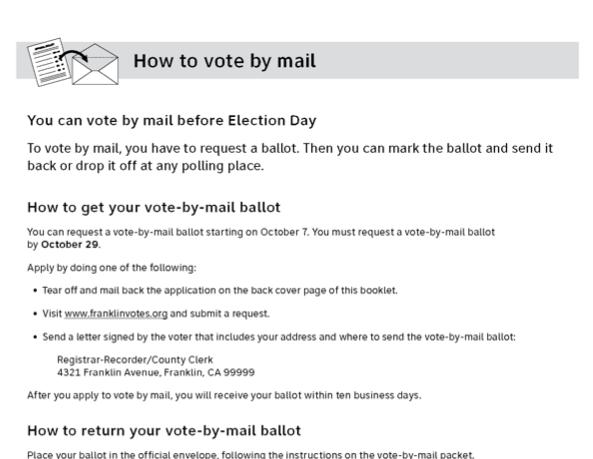 How to vote by mail
You can vote by mail before Election Day
To vote by mail, you have to request a ballot. Then you can mark the ballot and send it
back or drop it off at any polling place.
How to get your vote-by-mail ballot
You can request a vote-by-mail ballot starting on October 7. You must request a vote-by-mail ballot
by October 29.
Apply by doing one of the following:
• Tear off and mail back the application on the back cover page of this booklet.
• Visit www.franklinvotes.org and submit a request.
• Send a letter signed by the voter that includes your address and where to send the vote-by-mail ballot:
Registrar-Recorder/County Clerk
4321 Franklin Avenue, Franklin, CA 99999
After you apply to vote by mail, you will receive your ballot within ten business days.
How to return your vote-by-mail ballot
Place your ballot in the official envelope, following the instructions on the vote-by-mail packet.